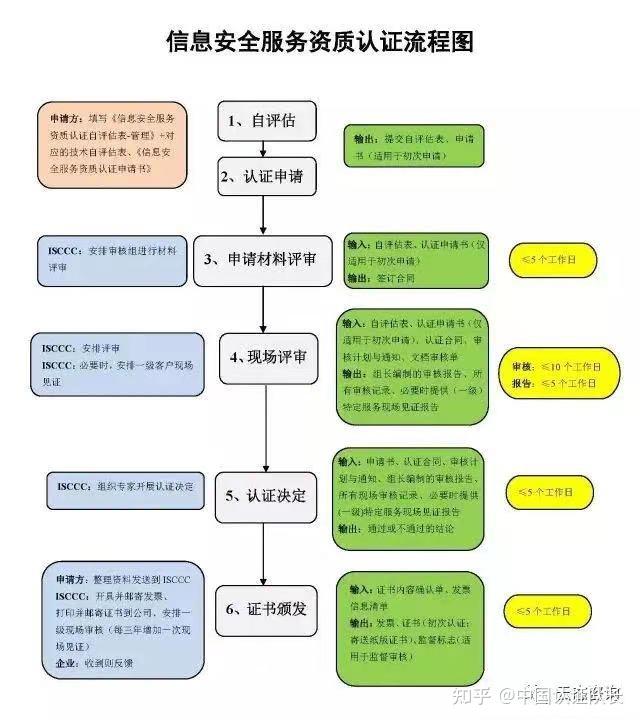 信息安全服务资质认证流程图
申请方：填写《信息安全服务
资质认证自评估表-管理》+对
应的技术自评估表、《信息安
全服务资质认证申请书》
1、自评估
输出：提交自评估表、申请
书（适用于初次申请）
2、认证申请
ISCCC：安排审核组进行材料
评审
3、申请材料评审
输入：自评估表、认证申请书（仅
适用于初次申请）
输出：签订合同
≤5个工作日
ISCCC：安排评审
ISCCC：必要时，安排一级客户现场
见证
4、现场评审
输入：自评估表、认证申请书（仅
适用于初次申请）、认证合同、审
核计划与通知、文档审核单
输出：组长编制的审核报告、所
有审核记录、必要时提供（一级）
特定服务现场见证报告
审核：≤10个工作日
报告：≤5个工作日
ISCCC：组织专家开展认证决定
5、认证决定
输入：申请书、认证合同、审核计
划与通知、组长编制的审核报告、
所有现场审核记录、必要时提供
(一级)特定服务现场见证报告
输出：通过或不通过的结论
≤5个工作日
申请方：整理资料发送到ISCCC
ISCCC：开具并邮寄发票、
打印并邮寄证书到公司、安排一
级现场审核（每三年增加一次现
场见证）
企业：收到则反馈
6、证书颁发
输入：证书内容确认单、发票
信息清单
输出：发票、证书（初次认证：
寄送纸版证书）、监督标志（适
用于监督审核）
≤5个工作日
知乎 @中国认证队长